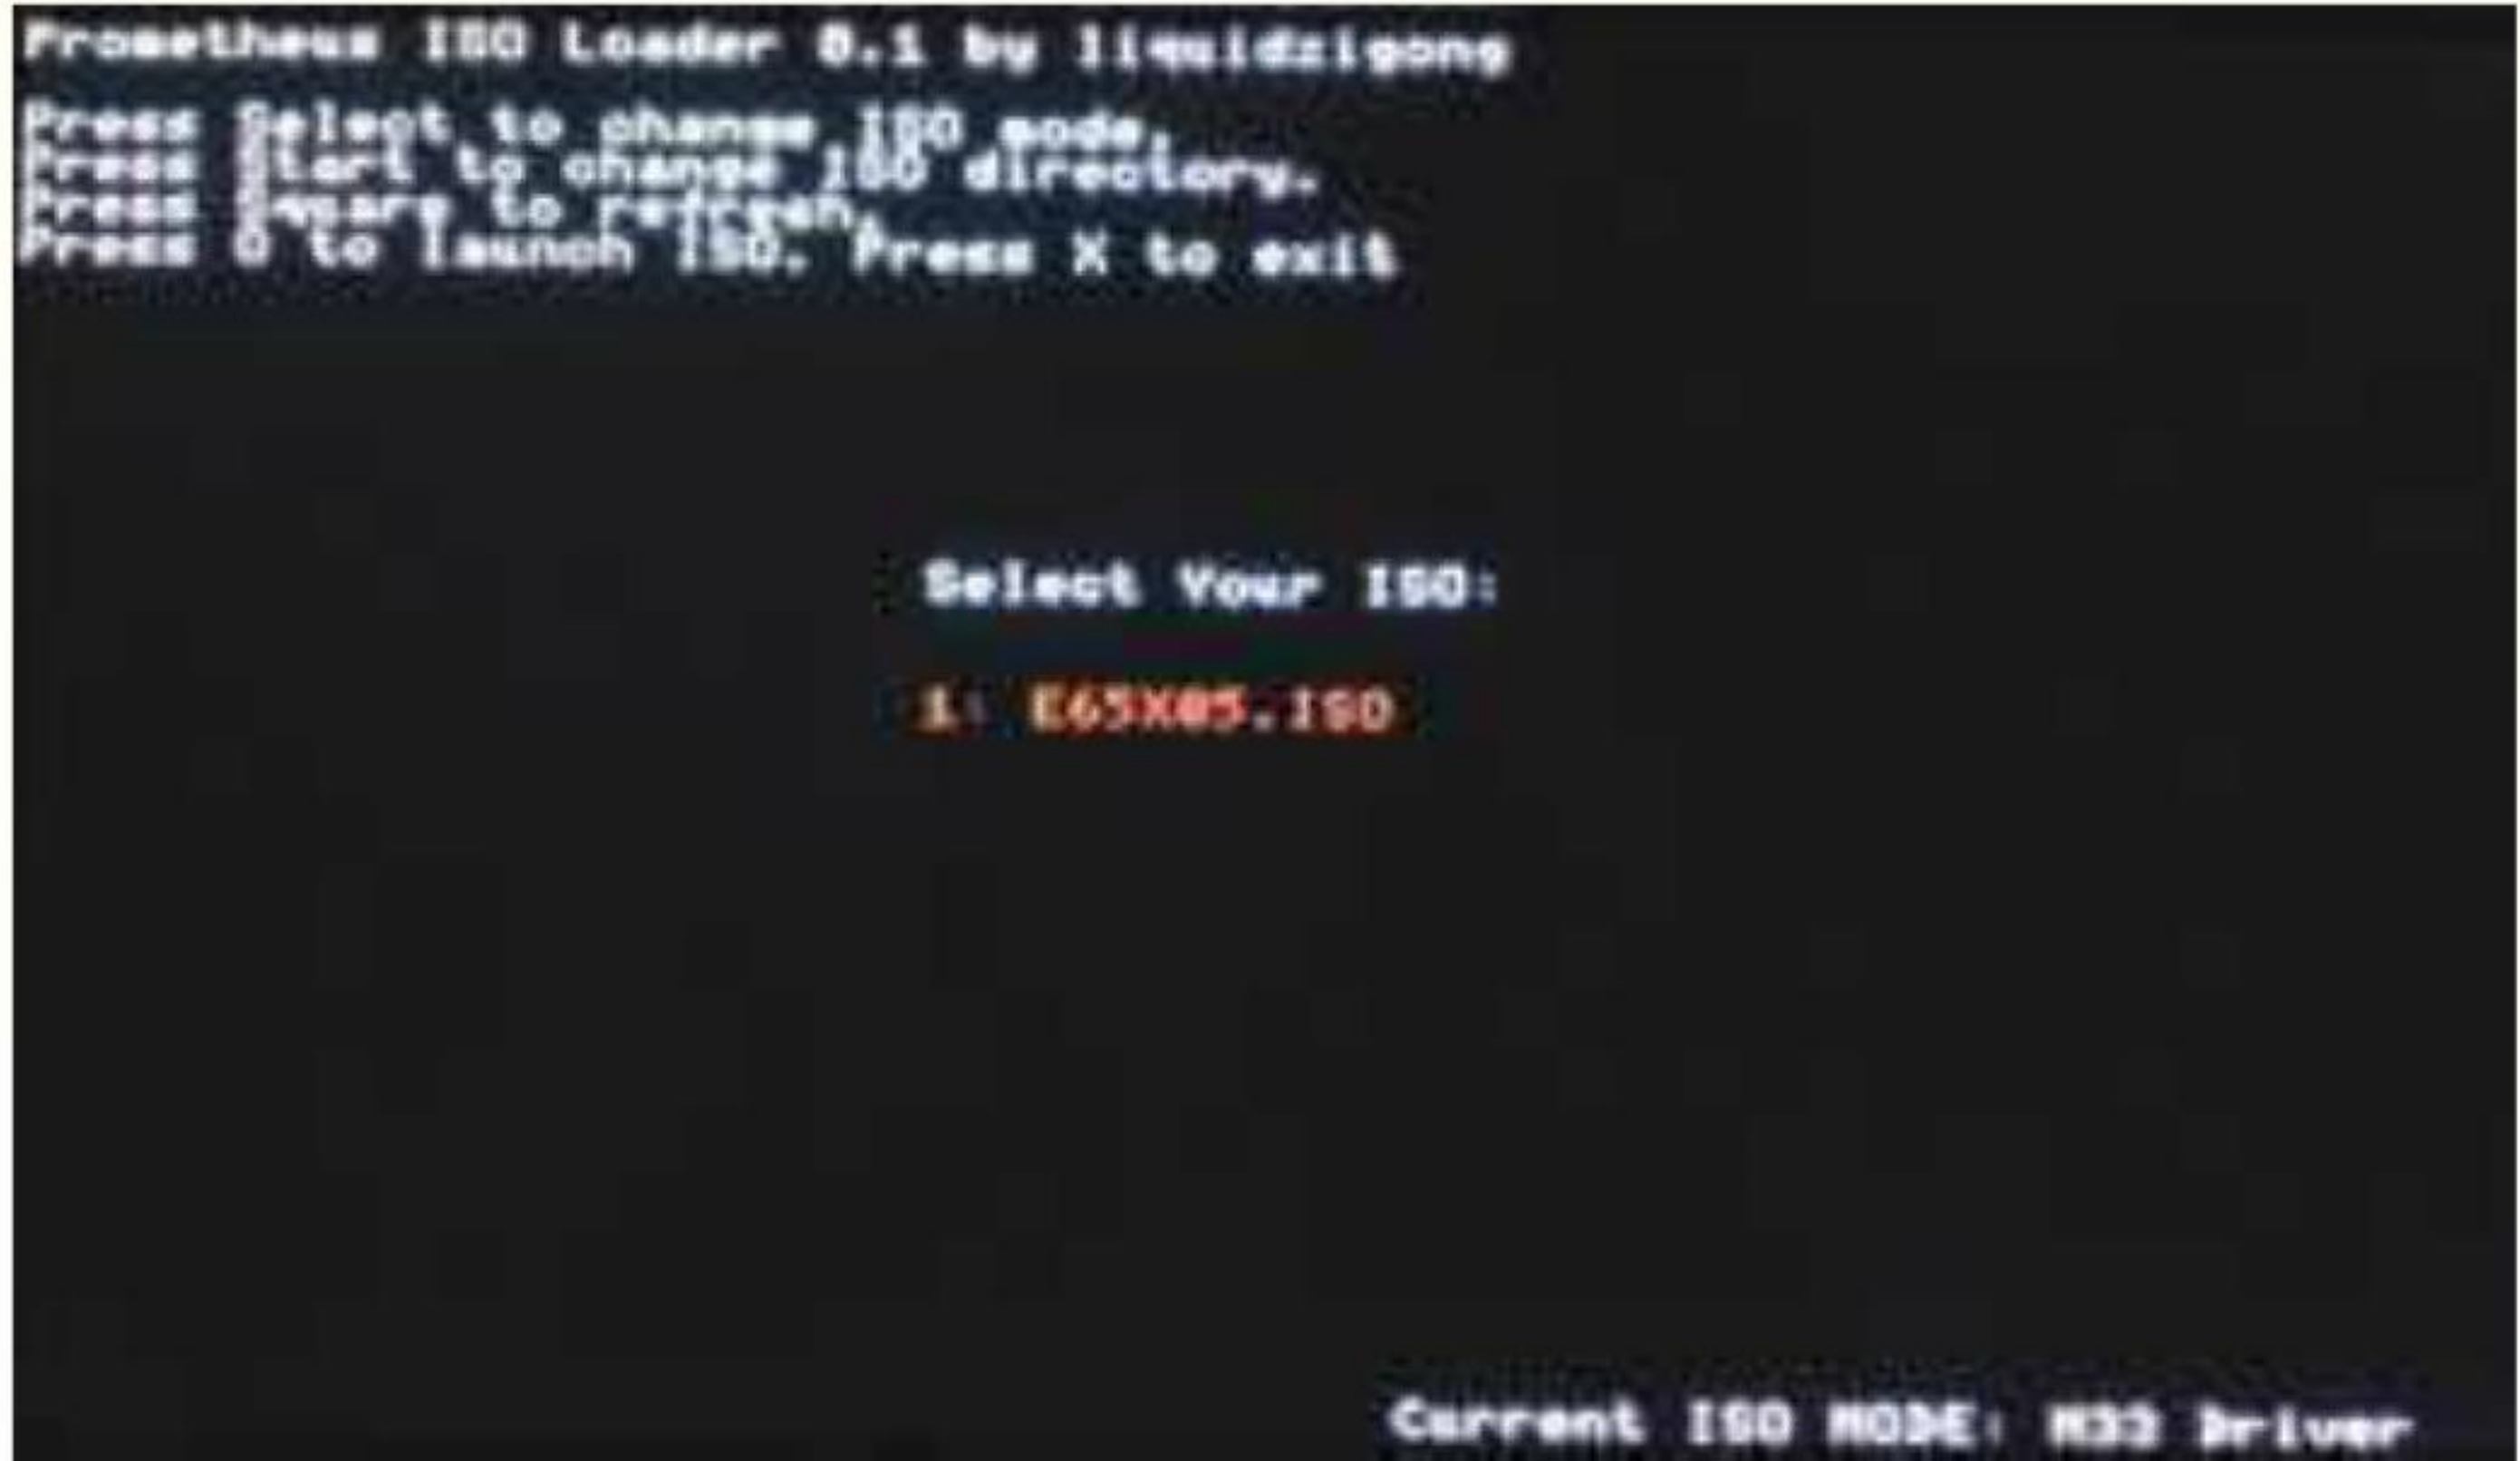 Prometheus ISO Loader 0.1 by liquidzigong
Press Select to change ISO mode.
Press Start to change ISO directory.
Press Square to refresh.
Press O to launch ISO. Press X to exit
Select Your ISO:
1: E65X05.ISO
Current ISO MODE: M33 Driver